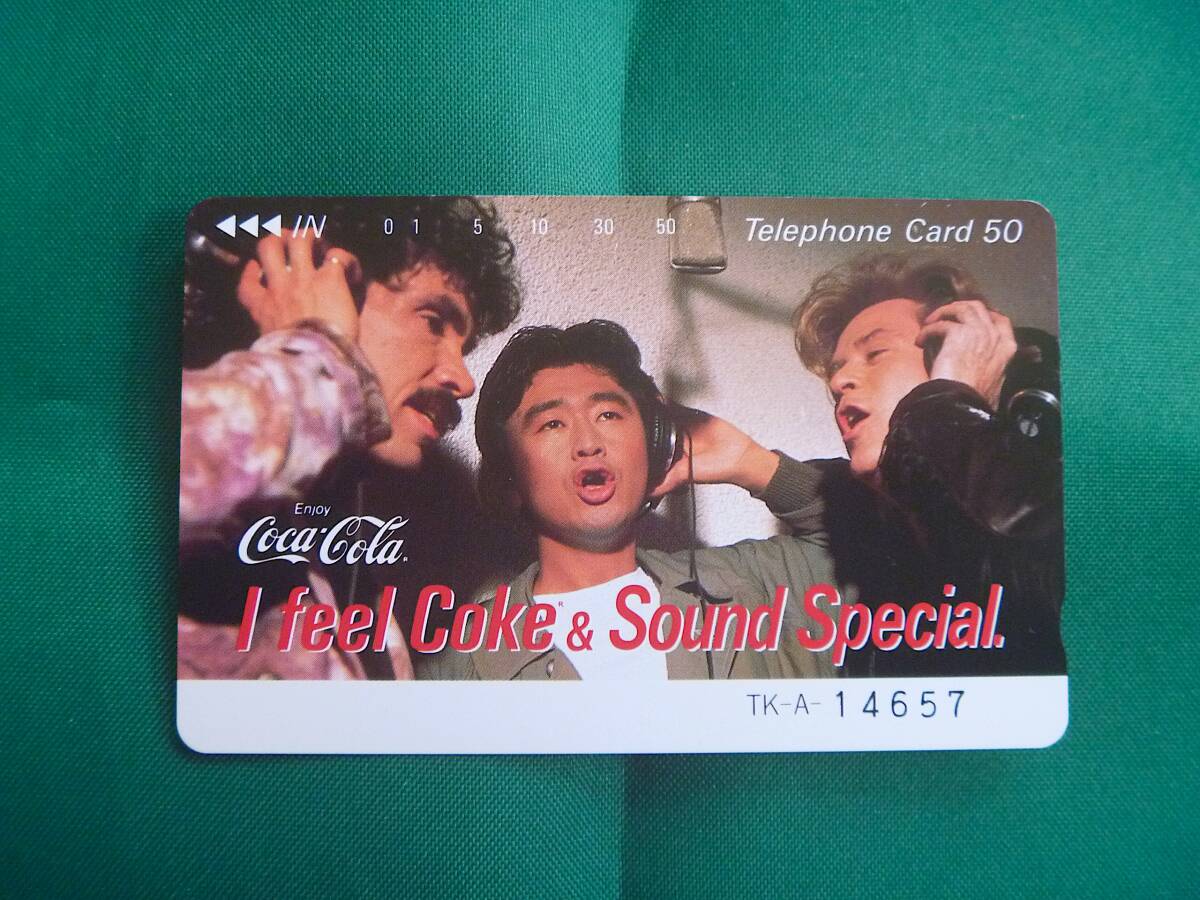 IN 0 1 5 10 30 50 Telephone Card 50
Enjoy
Coca-Cola®
I feel Coke® & Sound Special.
TK-A-14657